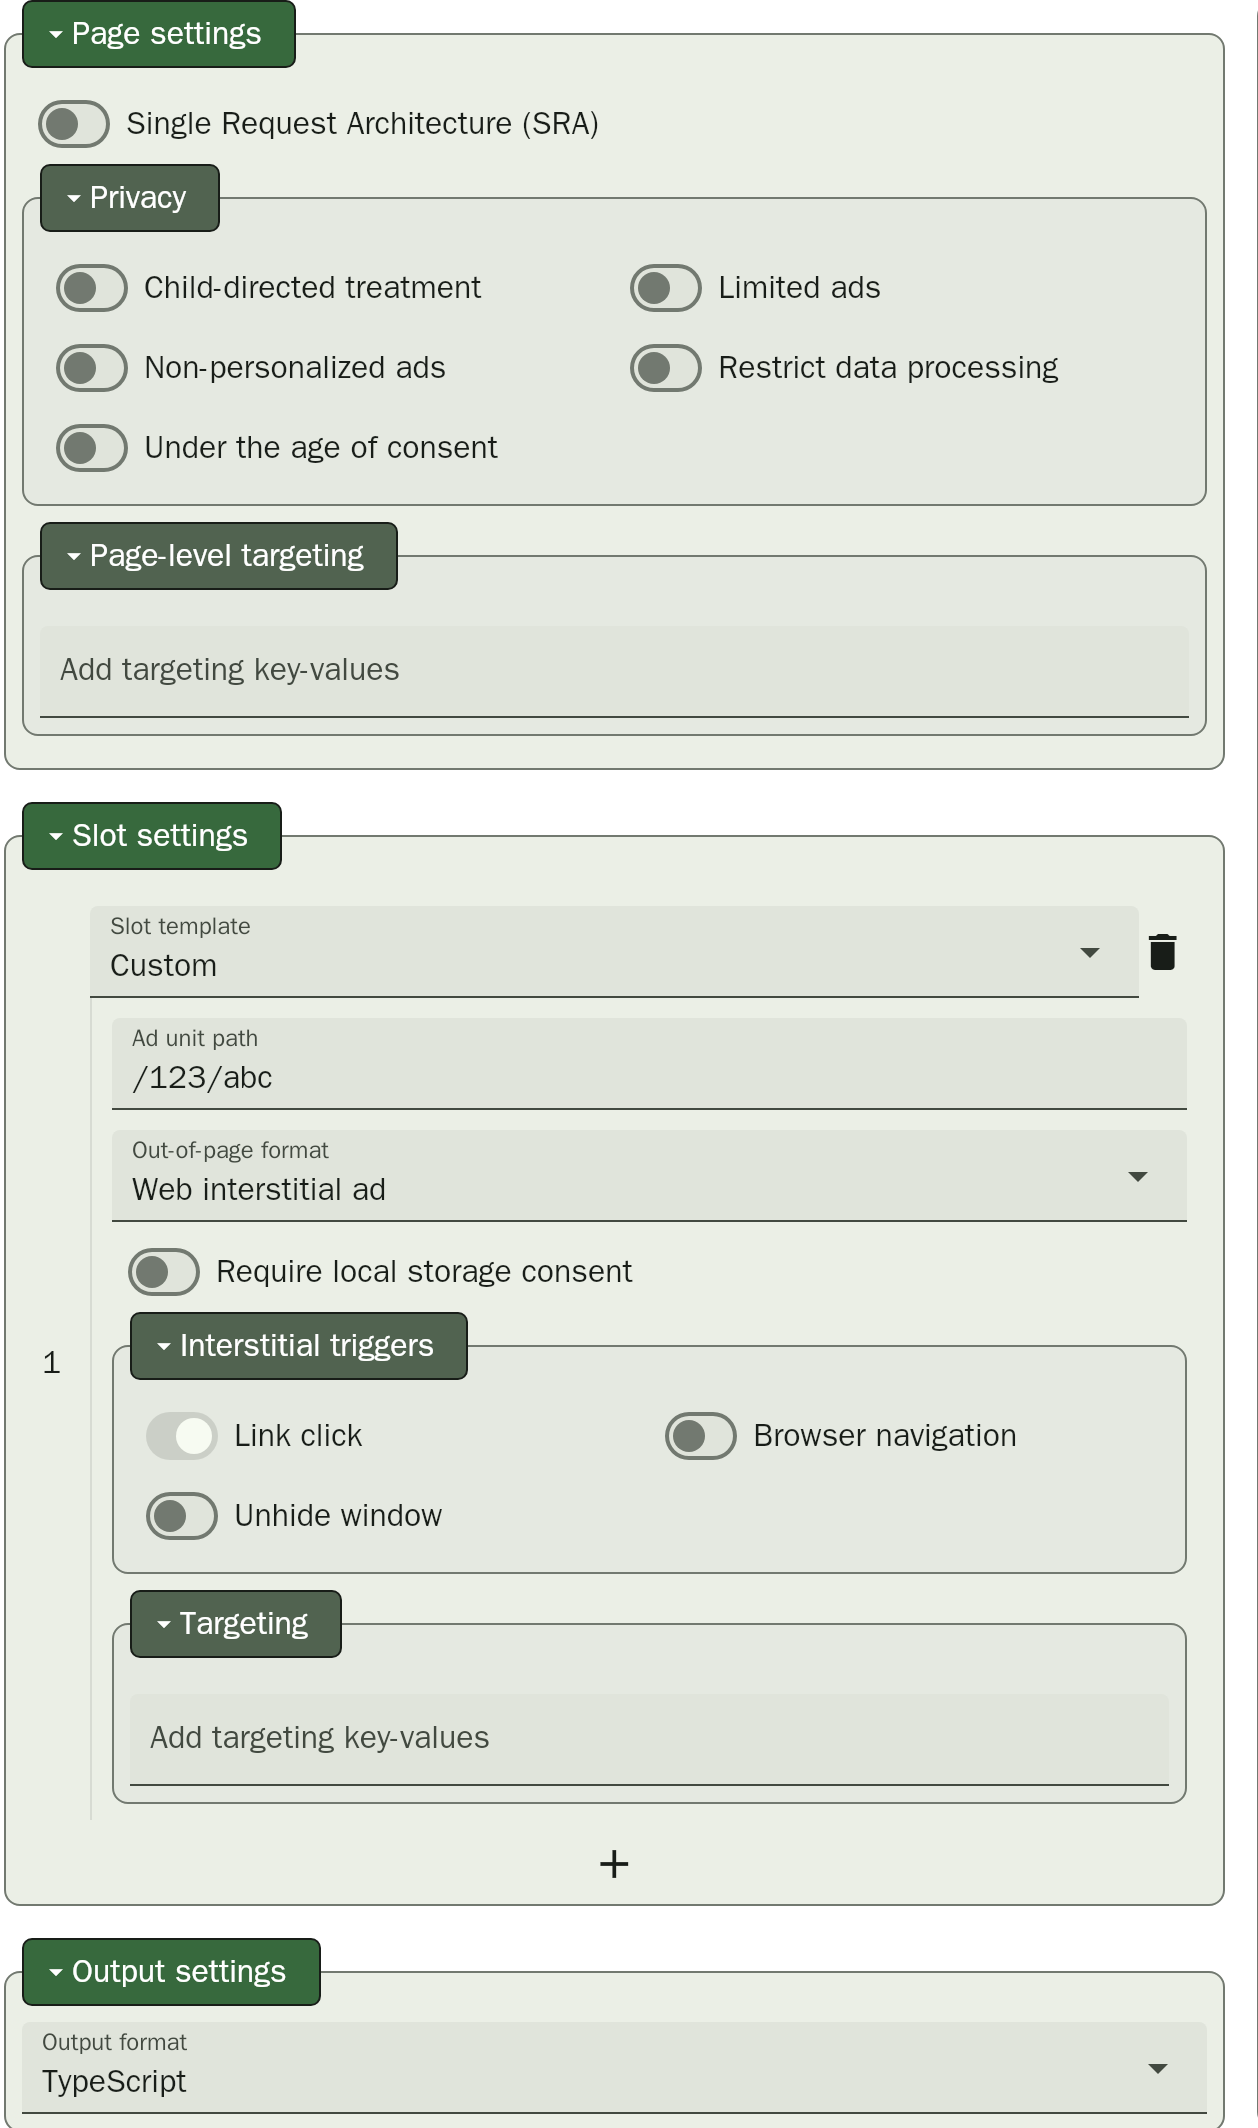 Page settings
Single Request Architecture (SRA)
Privacy
Child-directed treatment
Limited ads
Non-personalized ads
Restrict data processing
Under the age of consent
Page-level targeting
Add targeting key-values
Slot settings
Slot template
Custom
Ad unit path
/123/abc
Out-of-page format
Web interstitial ad
Require local storage consent
1
Interstitial triggers
Link click
Browser navigation
Unhide window
Targeting
Add targeting key-values
+
Output settings
Output format
TypeScript